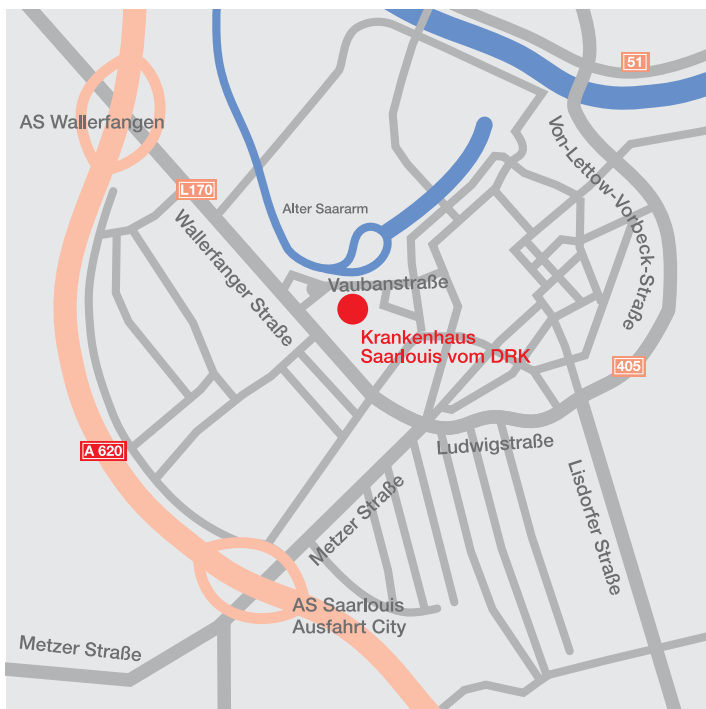 51
AS Wallerfangen
Von-Lettow-Vorbeck-Straße
L170
Alter Saararm
Wallerfanger Straße
Vaubanstraße
Krankenhaus
Saarlouis vom DRK
405
Ludwigstraße
A 620
Metzer Straße
Lisdorfer Straße
AS Saarlouis
Ausfahrt City
Metzer Straße